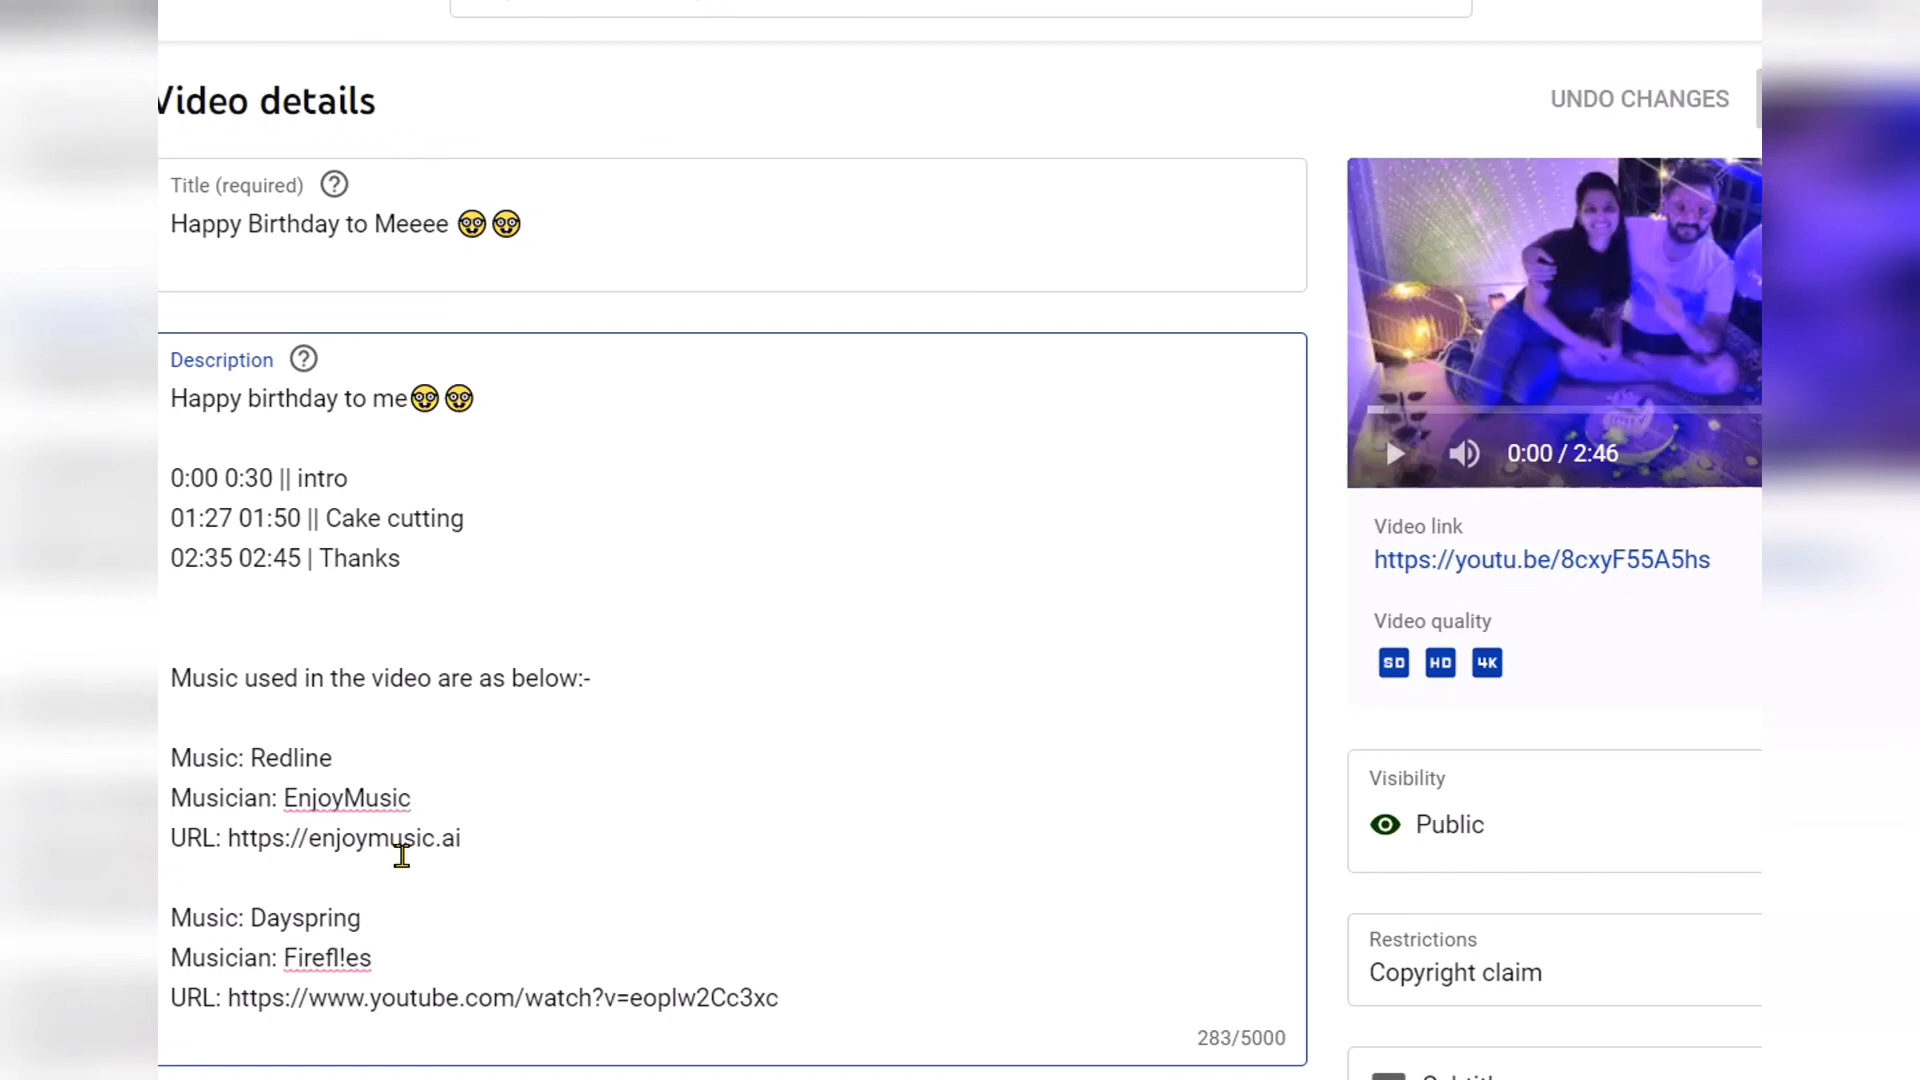 Video details
UNDO CHANGES
Title (required)
Happy Birthday to Meeee 🥸🥸
Description
Happy birthday to me🥸🥸
0:00 0:30 || intro
01:27 01:50 || Cake cutting
02:35 02:45 | Thanks
Music used in the video are as below:-
Music: Redline
Musician: EnjoyMusic
URL: https://enjoymusic.ai
Music: Dayspring
Musician: Firefl!es
URL: https://www.youtube.com/watch?v=eoplw2Cc3xc
283/5000
0:00 / 2:46
Video link
https://youtu.be/8cxyF55A5hs
Video quality
SD HD 4K
Visibility
Public
Restrictions
Copyright claim